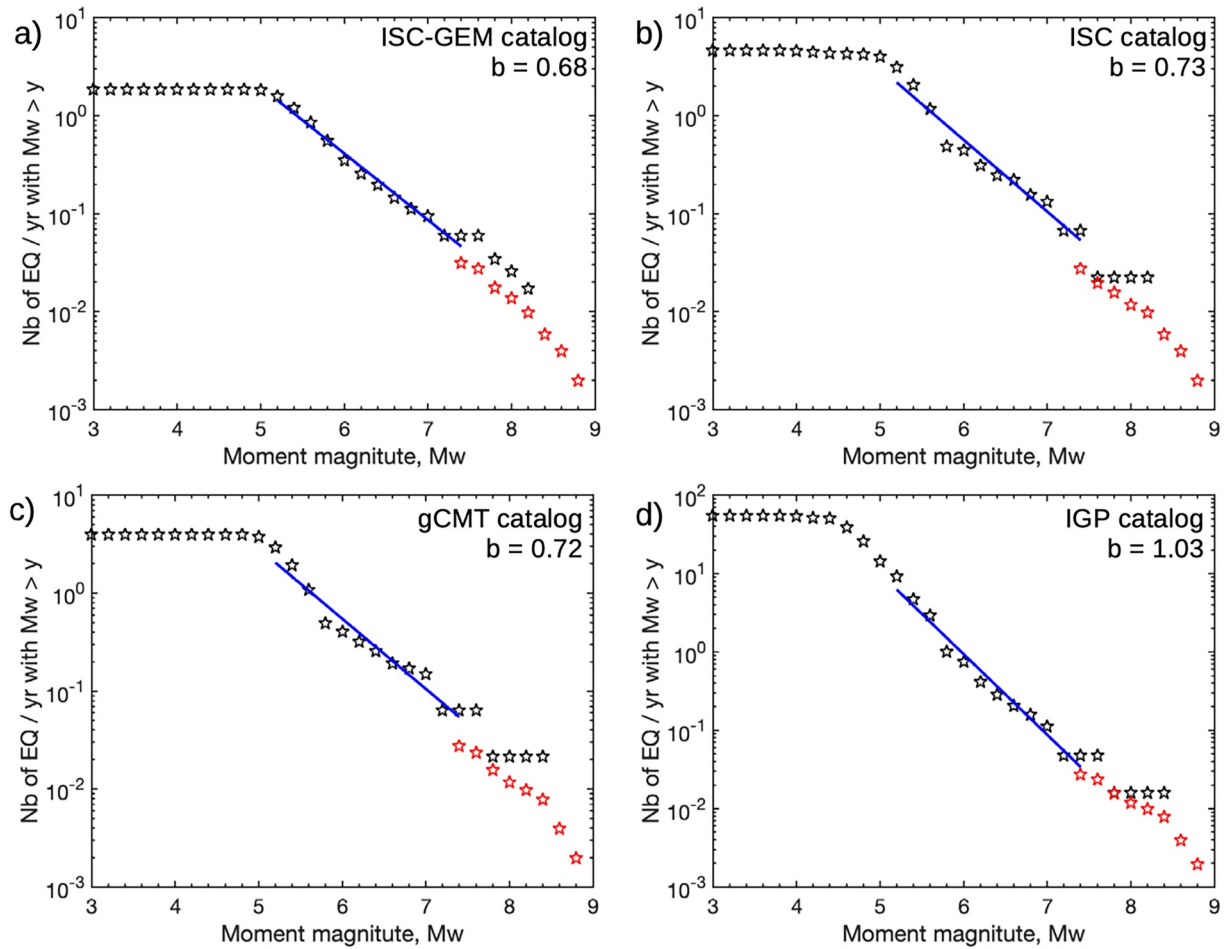 a)
ISC-GEM catalog
b = 0.68
10^1
10^0
10^-1
10^-2
10^-3
Nb of EQ / yr with Mw > y
3 4 5 6 7 8 9
Moment magnitute, Mw
b)
ISC catalog
b = 0.73
10^1
10^0
10^-1
10^-2
10^-3
Nb of EQ / yr with Mw > y
3 4 5 6 7 8 9
Moment magnitute, Mw
c)
gCMT catalog
b = 0.72
10^1
10^0
10^-1
10^-2
10^-3
Nb of EQ / yr with Mw > y
3 4 5 6 7 8 9
Moment magnitute, Mw
d)
IGP catalog
b = 1.03
10^2
10^1
10^0
10^-1
10^-2
10^-3
Nb of EQ / yr with Mw > y
3 4 5 6 7 8 9
Moment magnitute, Mw